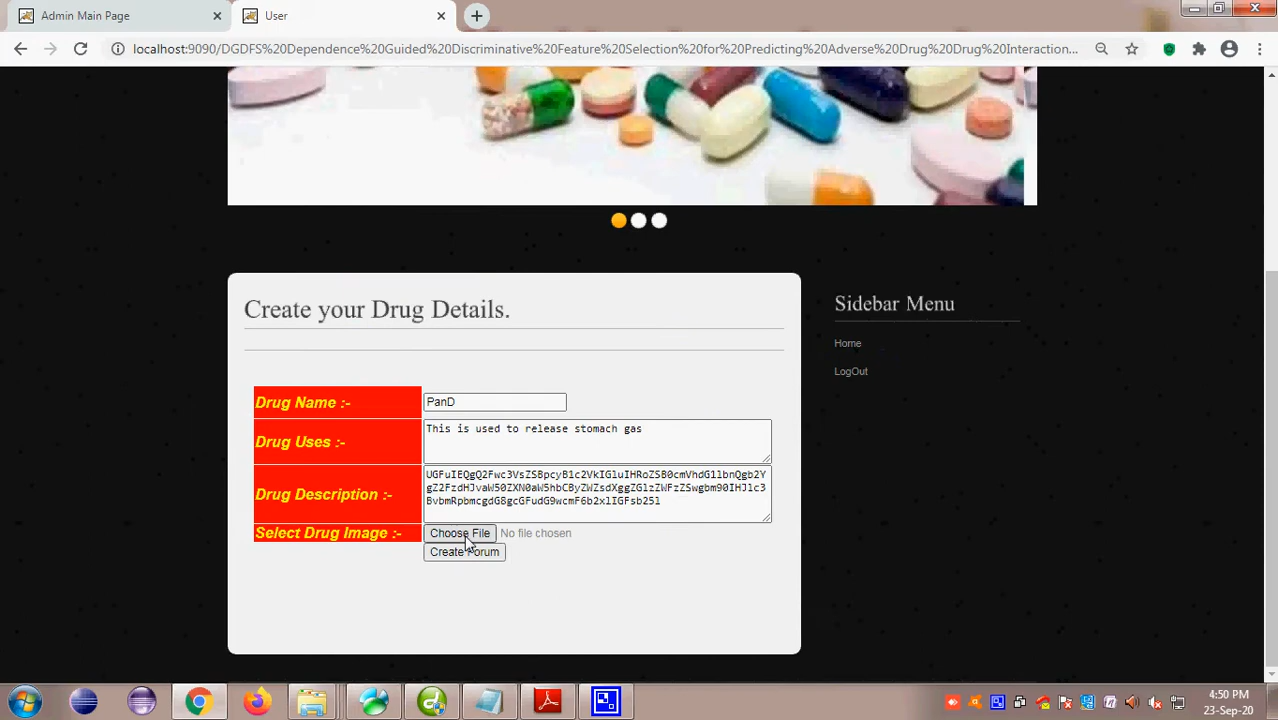 Admin Main Page
User
localhost:9090/DGDFS%20Dependence%20Guided%20Discriminative%20Feature%20Selection%20for%20Predicting%20Adverse%20Drug%20Drug%20Interaction...
Create your Drug Details.
Sidebar Menu
Home
LogOut
Drug Name :-
PanD
Drug Uses :-
This is used to release stomach gas
Drug Description :-
Select Drug Image :-
Choose File
No file chosen
Create Forum
4:50 PM
23-Sep-20